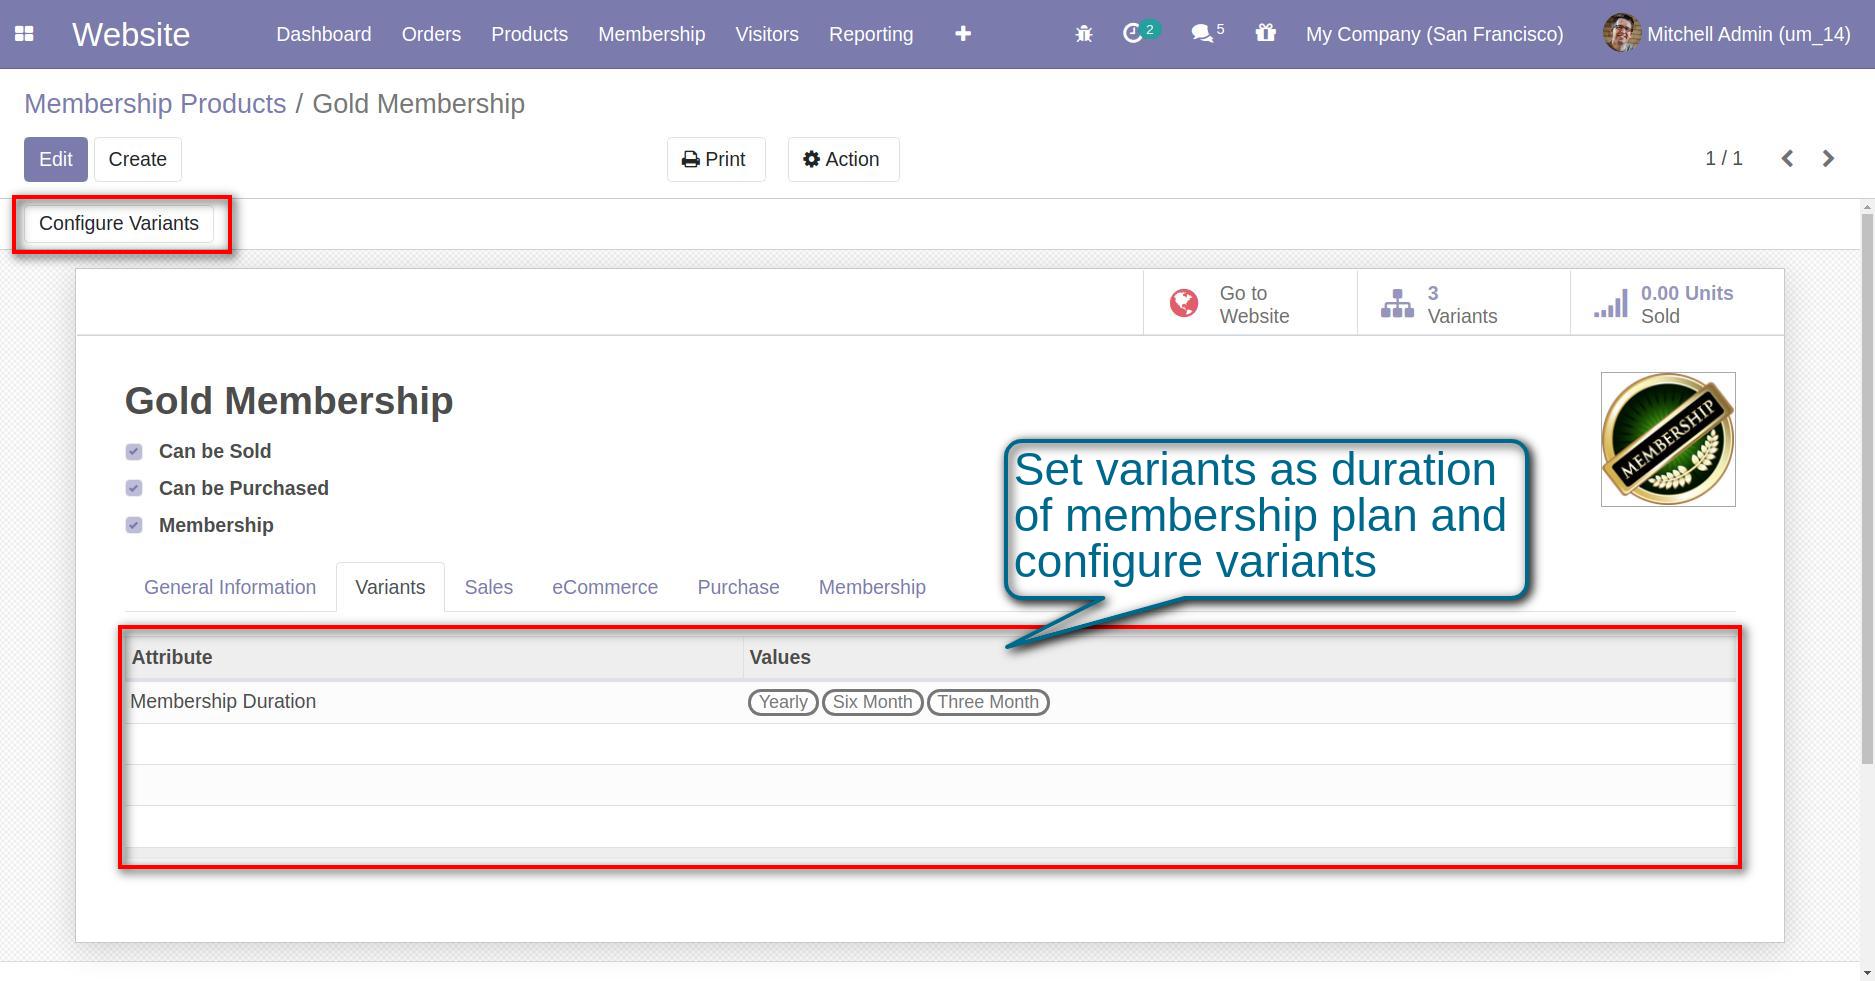 Website Dashboard Orders Products Membership Visitors Reporting 2 5 My Company (San Francisco) Mitchell Admin (um_14)
Membership Products / Gold Membership
Edit Create Print Action 1 / 1
Configure Variants
Go to
Website
3
Variants
0.00 Units
Sold
Gold Membership
MEMBERSHIP
Can be Sold
Can be Purchased
Membership
Set variants as duration
of membership plan and
configure variants
General Information Variants Sales eCommerce Purchase Membership
Attribute Values
Membership Duration Yearly Six Month Three Month